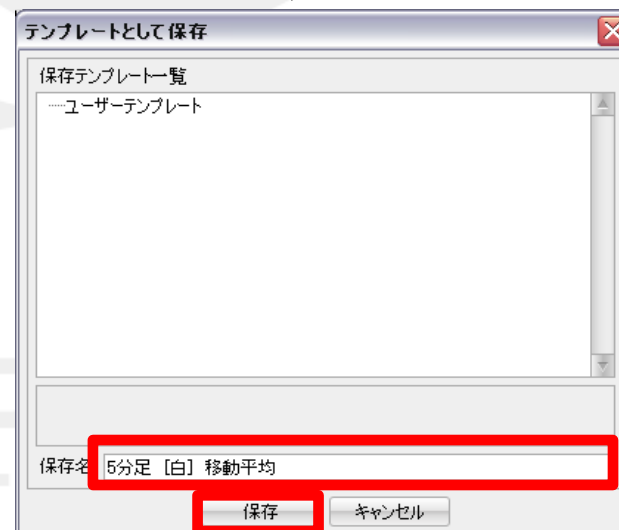 テンプレートとして保存
保存テンプレート一覧
ユーザーテンプレート
保存名
5分足 [白] 移動平均
保存
キャンセル